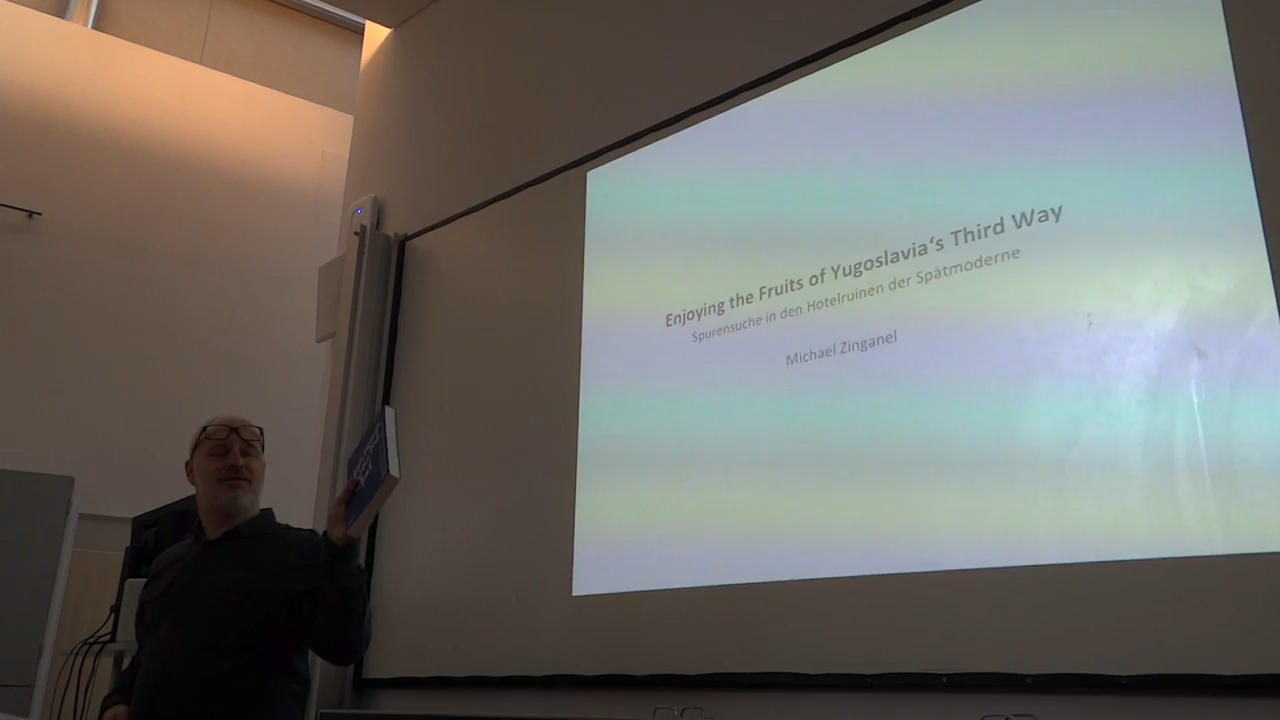 Enjoying the Fruits of Yugoslavia‘s Third Way
Spurensuche in den Hotelruinen der Spätmoderne
Michael Zinganel